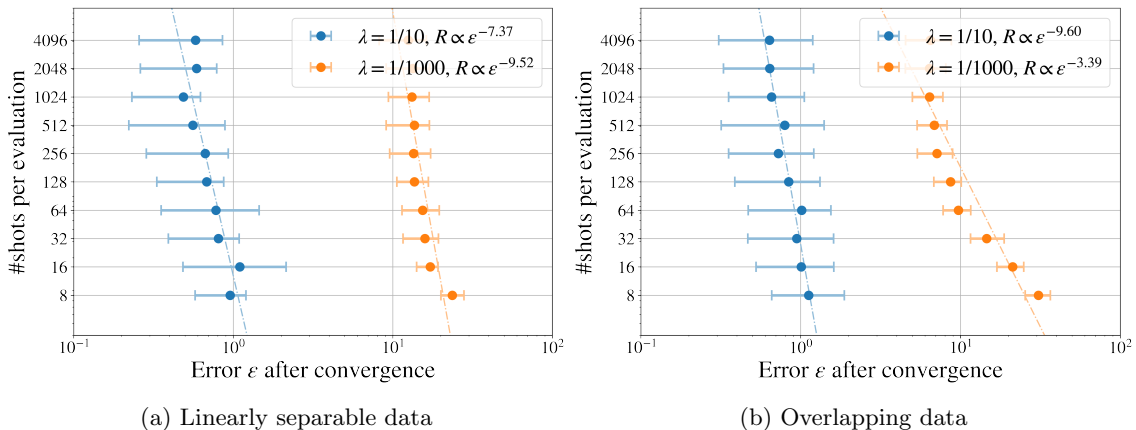 λ = 1/10, R ∝ ε^−7.37
λ = 1/1000, R ∝ ε^−9.52
#shots per evaluation
4096
2048
1024
512
256
128
64
32
16
8
10^−1
10^0
10^1
10^2
Error ε after convergence
(a) Linearly separable data
λ = 1/10, R ∝ ε^−9.60
λ = 1/1000, R ∝ ε^−3.39
#shots per evaluation
4096
2048
1024
512
256
128
64
32
16
8
10^−1
10^0
10^1
10^2
Error ε after convergence
(b) Overlapping data